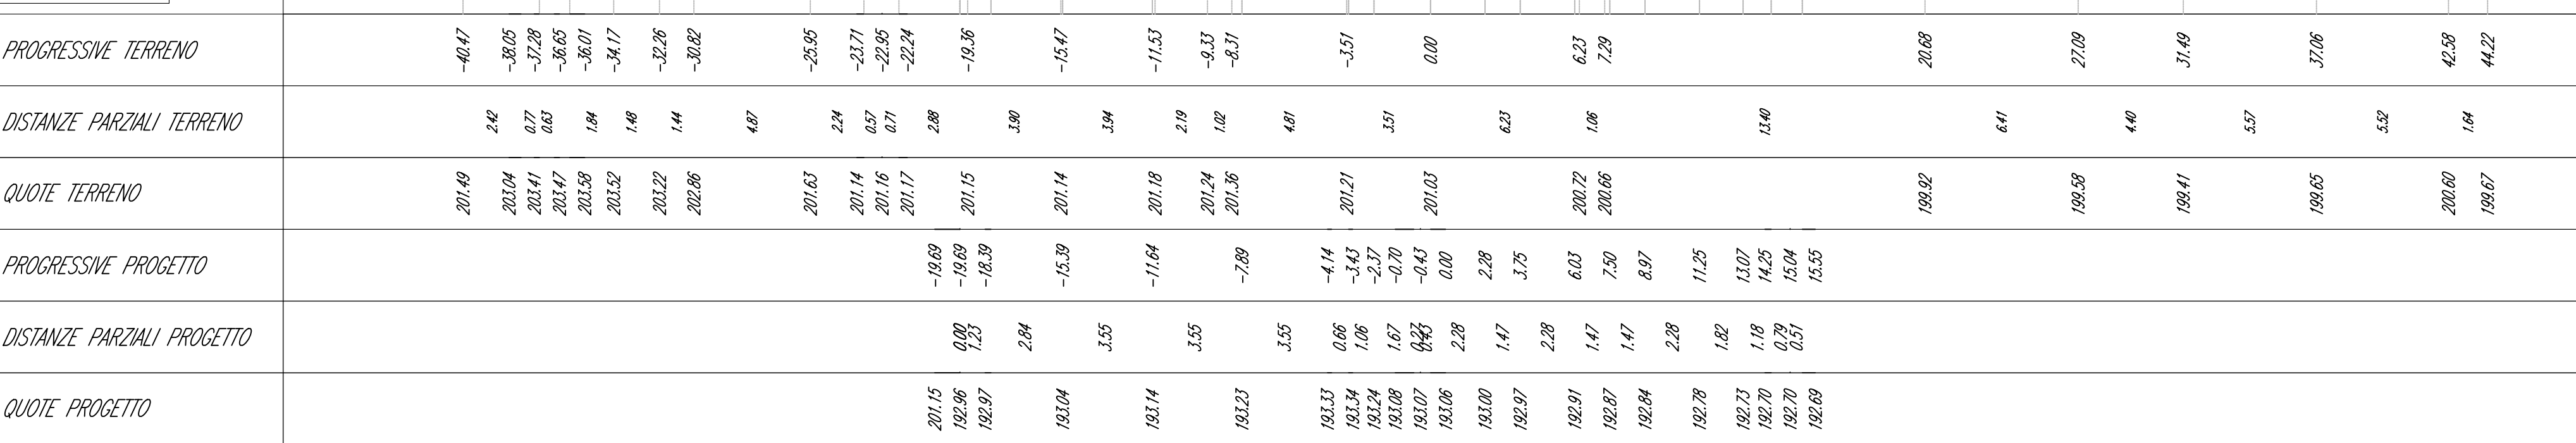 PROGRESSIVE TERRENO -40.47 -38.05 -37.28 -36.65 -36.01 -34.17 -32.26 -30.82 -25.95 -23.71 -22.95 -22.24 -19.36 -15.47 -11.53 -9.33 -8.31 -3.51 0.00 6.23 7.29 20.68 27.09 31.49 37.06 42.58 44.22
DISTANZE PARZIALI TERRENO 2.42 0.77 0.63 1.84 1.48 1.44 4.87 2.24 0.57 0.71 2.88 3.90 3.94 2.19 1.02 4.81 3.51 6.23 1.06 13.40 6.41 4.40 5.57 5.52 1.64
QUOTE TERRENO 201.49 203.04 203.41 203.47 203.58 203.52 203.22 202.86 201.63 201.14 201.16 201.17 201.15 201.14 201.18 201.24 201.36 201.21 201.03 200.72 200.66 199.92 199.58 199.41 199.65 200.60 199.67
PROGRESSIVE PROGETTO -19.69 -19.69 -18.39 -15.39 -11.64 -7.89 -4.14 -3.43 -2.37 -0.70 -0.43 0.00 2.28 3.75 6.03 7.50 8.97 11.25 13.07 14.25 15.04 15.55
DISTANZE PARZIALI PROGETTO 0.00 1.23 2.84 3.55 3.55 3.55 0.66 1.06 1.67 0.27 0.43 2.28 1.47 2.28 1.47 1.47 2.28 1.82 1.18 0.79 0.51
QUOTE PROGETTO 201.15 192.96 192.97 193.04 193.14 193.23 193.33 193.34 193.24 193.08 193.07 193.06 193.00 192.97 192.91 192.87 192.84 192.78 192.73 192.70 192.70 192.69